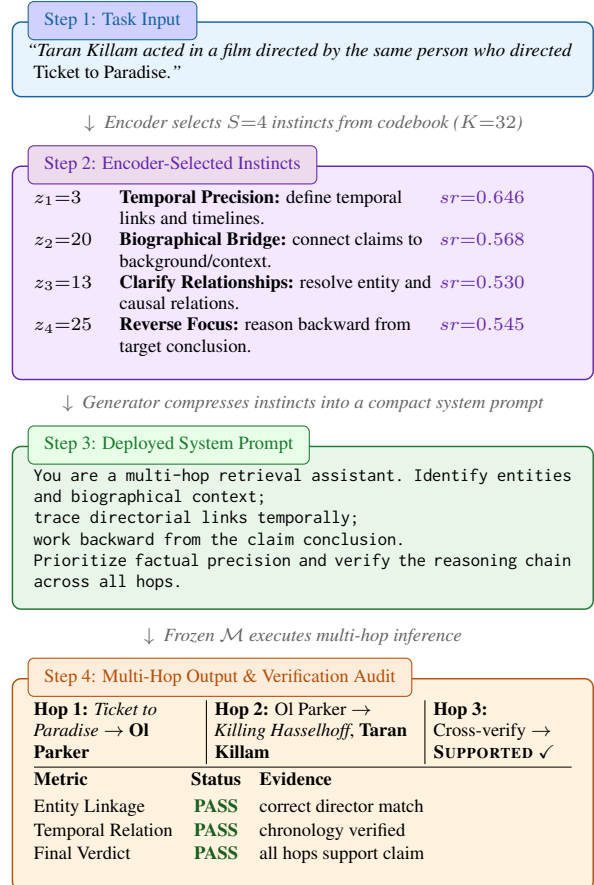 Step 1: Task Input
“Taran Killam acted in a film directed by the same person who directed
Ticket to Paradise.”
↓ Encoder selects S=4 instincts from codebook (K=32)
Step 2: Encoder-Selected Instincts
z₁=3 Temporal Precision: define temporal sr=0.646
links and timelines.
z₂=20 Biographical Bridge: connect claims to sr=0.568
background/context.
z₃=13 Clarify Relationships: resolve entity and sr=0.530
causal relations.
z₄=25 Reverse Focus: reason backward from sr=0.545
target conclusion.
↓ Generator compresses instincts into a compact system prompt
Step 3: Deployed System Prompt
You are a multi-hop retrieval assistant. Identify entities
and biographical context;
trace directorial links temporally;
work backward from the claim conclusion.
Prioritize factual precision and verify the reasoning chain
across all hops.
↓ Frozen M executes multi-hop inference
Step 4: Multi-Hop Output & Verification Audit
Hop 1: Ticket to
Paradise → Ol
Parker
Hop 2: Ol Parker →
Killing Hasselhoff, Taran
Killam
Hop 3:
Cross-verify →
SUPPORTED ✓
Metric Status Evidence
Entity Linkage PASS correct director match
Temporal Relation PASS chronology verified
Final Verdict PASS all hops support claim